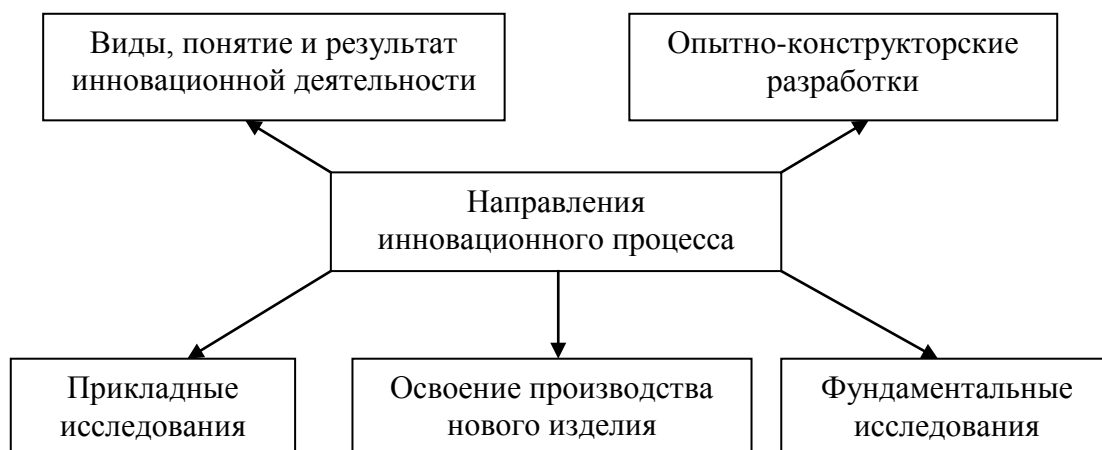 Виды, понятие и результат
инновационной деятельности
Опытно-конструкторские
разработки
Направления
инновационного процесса
Прикладные
исследования
Освоение производства
нового изделия
Фундаментальные
исследования